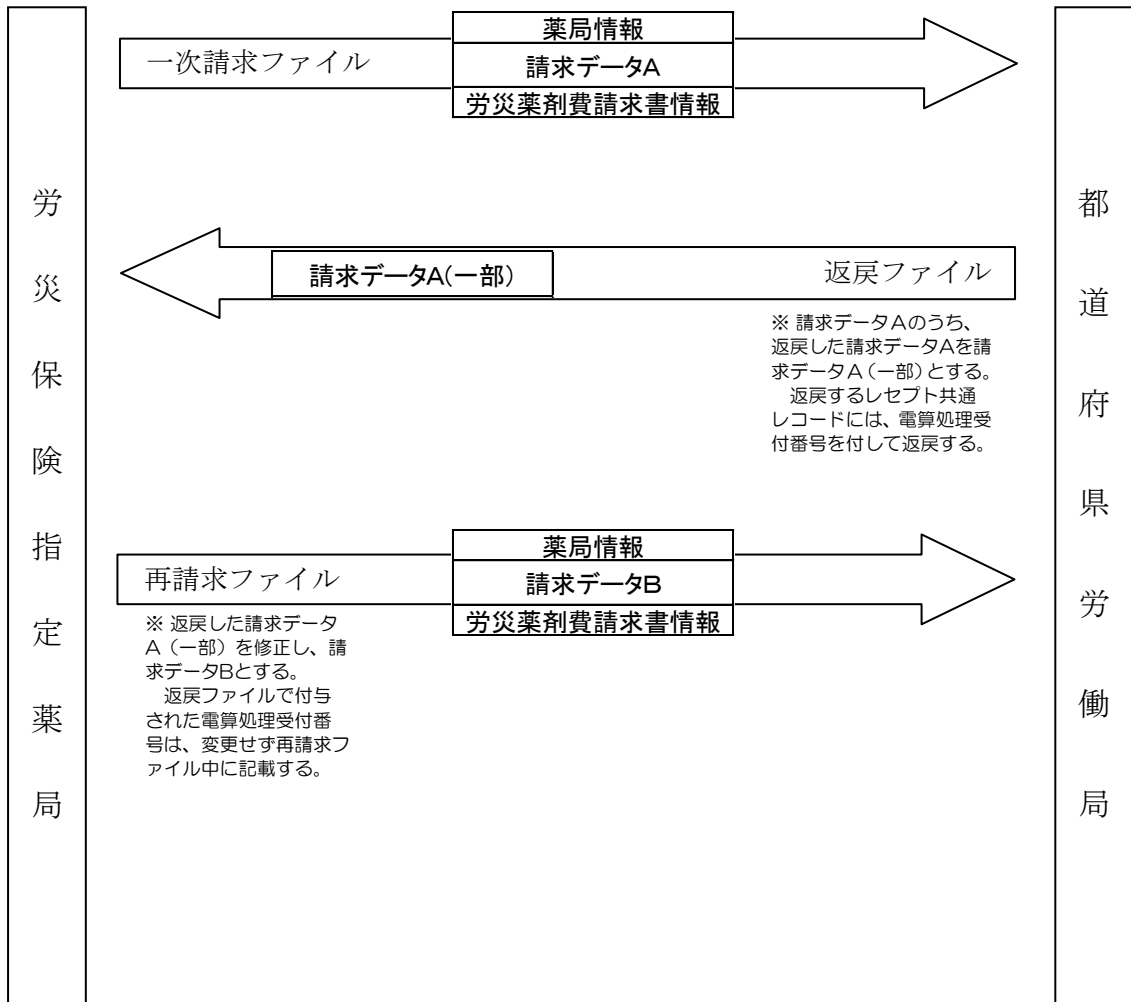 労災保険指定薬局
都道府県労働局
薬局情報
一次請求ファイル
請求データA
労災薬剤費請求書情報
請求データA(一部)
返戻ファイル
※ 請求データAのうち、
返戻した請求データAを請
求データA(一部)とする。
返戻するレセプト共通
レコードには、電算処理受
付番号を付して返戻する。
薬局情報
再請求ファイル
請求データB
労災薬剤費請求書情報
※ 返戻した請求データ
A(一部)を修正し、請
求データBとする。
返戻ファイルで付与
された電算処理受付番
号は、変更せず再請求フ
ァイル中に記載する。